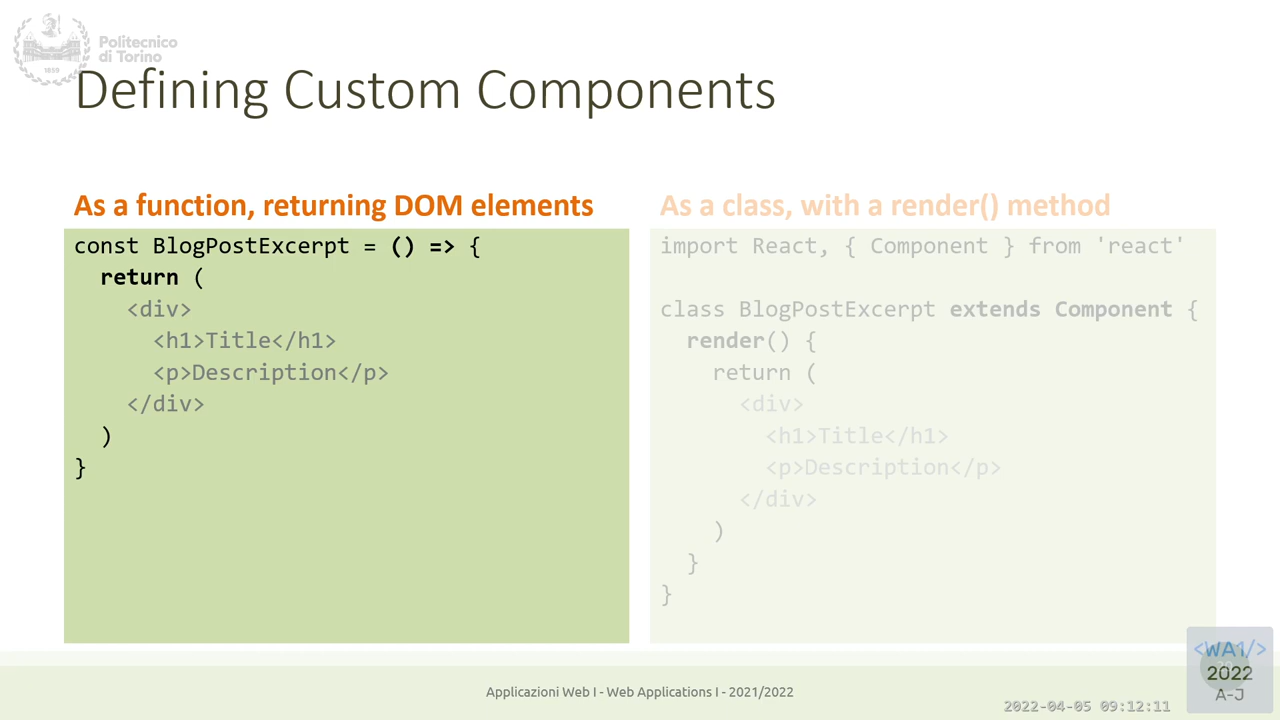 Politecnico
di Torino
1859
Defining Custom Components
As a function, returning DOM elements
const BlogPostExcerpt = () => {
  return (
    <div>
      <h1>Title</h1>
      <p>Description</p>
    </div>
  )
}
As a class, with a render() method
import React, { Component } from 'react'

class BlogPostExcerpt extends Component {
  render() {
    return (
      <div>
        <h1>Title</h1>
        <p>Description</p>
      </div>
    )
  }
}
Applicazioni Web I - Web Applications I - 2021/2022
2022-04-05 09:12:11
<WA1/>
2022
A-J